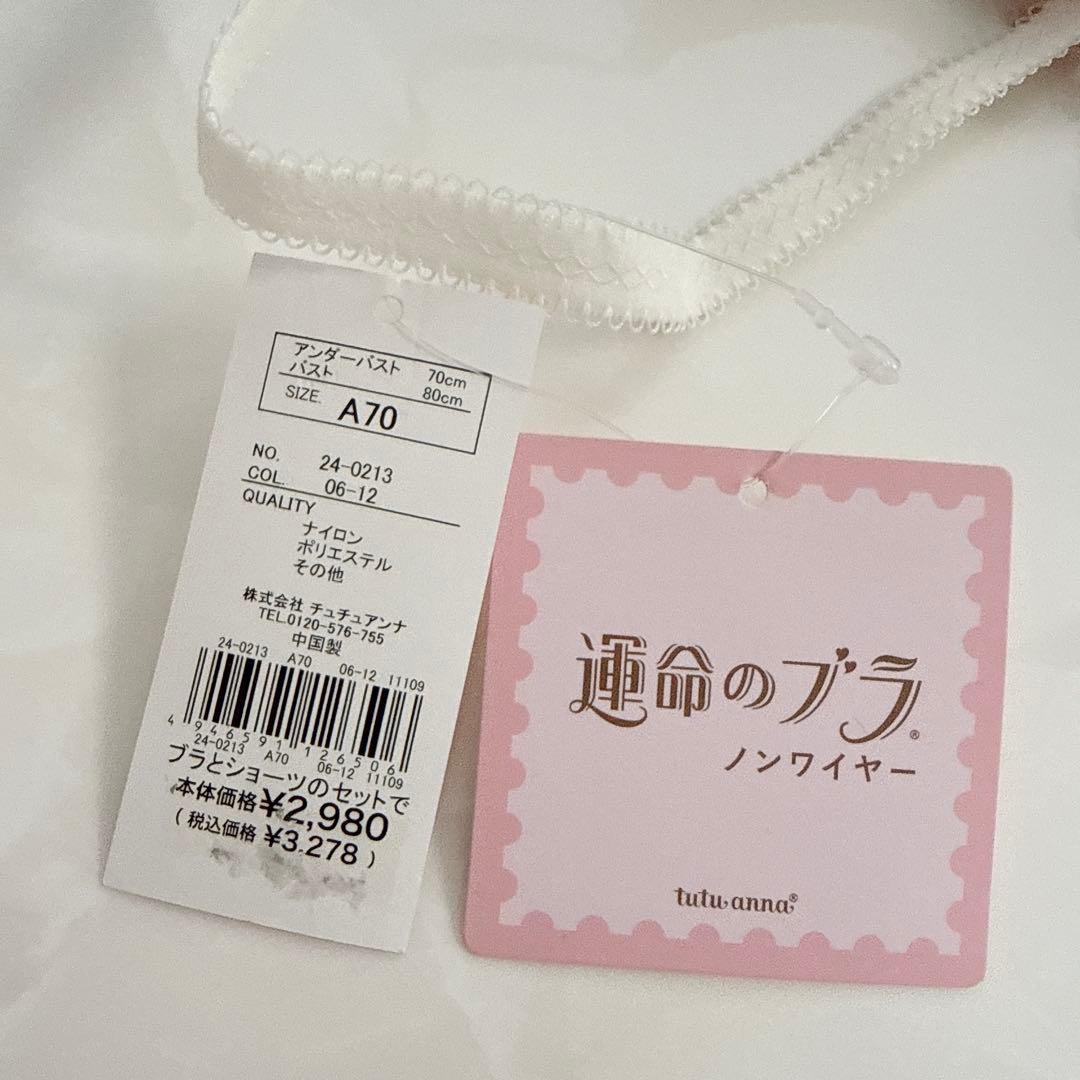 アンダーバスト 70cm
バスト 80cm
SIZE. A70
NO. 24-0213
COL. 06-12
QUALITY
ナイロン
ポリエステル
その他
株式会社 チュチュアンナ
TEL.0120-576-755
中国製
24-0213 A70 06-12 11109
4 946591 126506
24-0213 A70 06-12 11109
ブラとショーツのセットで
本体価格 ¥2,980
( 税込価格 ¥3,278 )
運命のブラ®
ノンワイヤー
tutu anna®